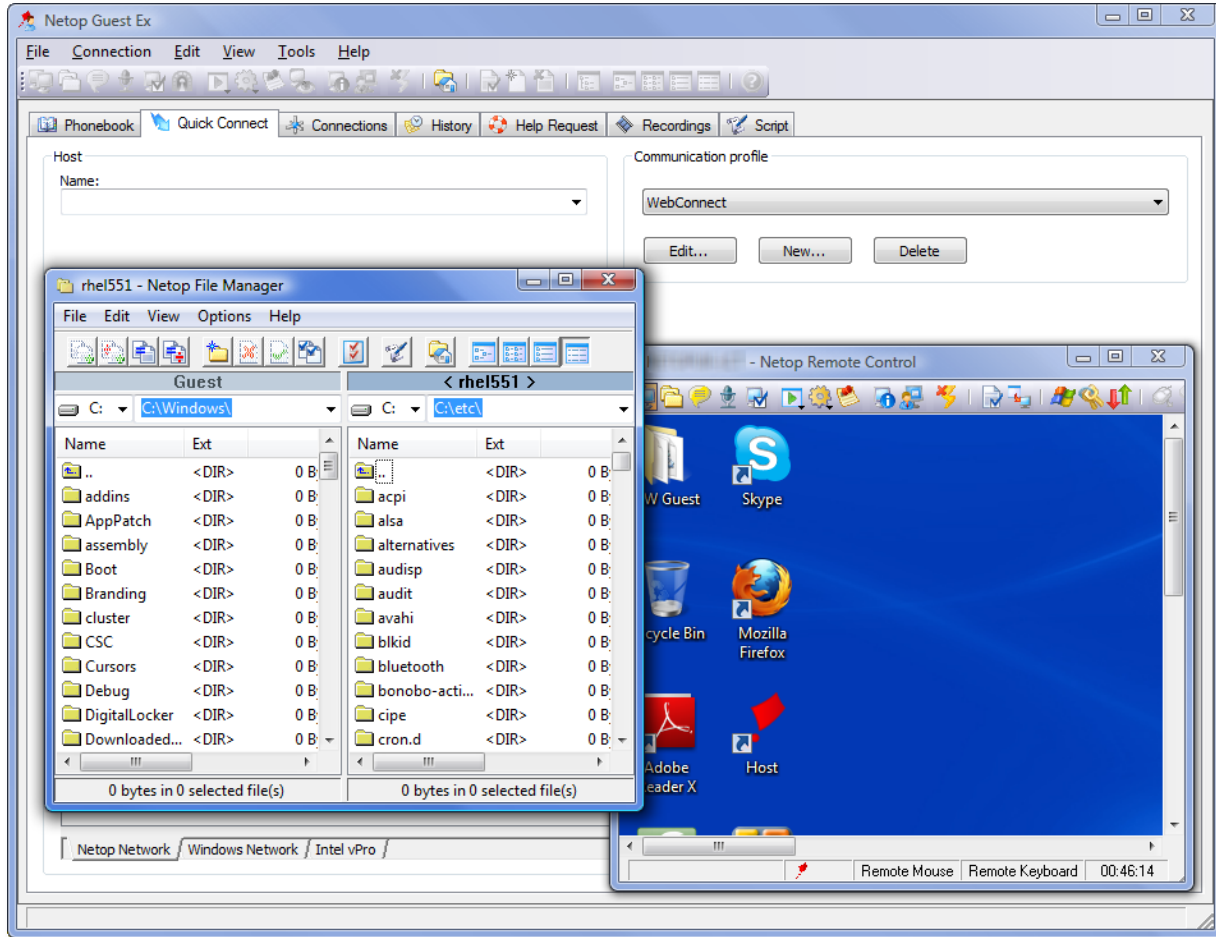 Netop Guest Ex
File Connection Edit View Tools Help
Phonebook Quick Connect Connections History Help Request Recordings Script
Host
Name:
Communication profile
WebConnect
Edit... New... Delete
rhel551 - Netop File Manager
File Edit View Options Help
Guest < rhel551 >
C: C:\Windows\ C: C:\etc\
Name Ext Name Ext
.. <DIR> 0 B .. <DIR> 0 B
addins <DIR> 0 B acpi <DIR> 0 B
AppPatch <DIR> 0 B alsa <DIR> 0 B
assembly <DIR> 0 B alternatives <DIR> 0 B
Boot <DIR> 0 B audisp <DIR> 0 B
Branding <DIR> 0 B audit <DIR> 0 B
cluster <DIR> 0 B avahi <DIR> 0 B
CSC <DIR> 0 B blkid <DIR> 0 B
Cursors <DIR> 0 B bluetooth <DIR> 0 B
Debug <DIR> 0 B bonobo-acti... <DIR> 0 B
DigitalLocker <DIR> 0 B cipe <DIR> 0 B
Downloaded... <DIR> 0 B cron.d <DIR> 0 B
0 bytes in 0 selected file(s) 0 bytes in 0 selected file(s)
- Netop Remote Control
W Guest Skype
cycle Bin Mozilla
Firefox
Adobe Host
eader X
Remote Mouse Remote Keyboard 00:46:14
Netop Network Windows Network Intel vPro